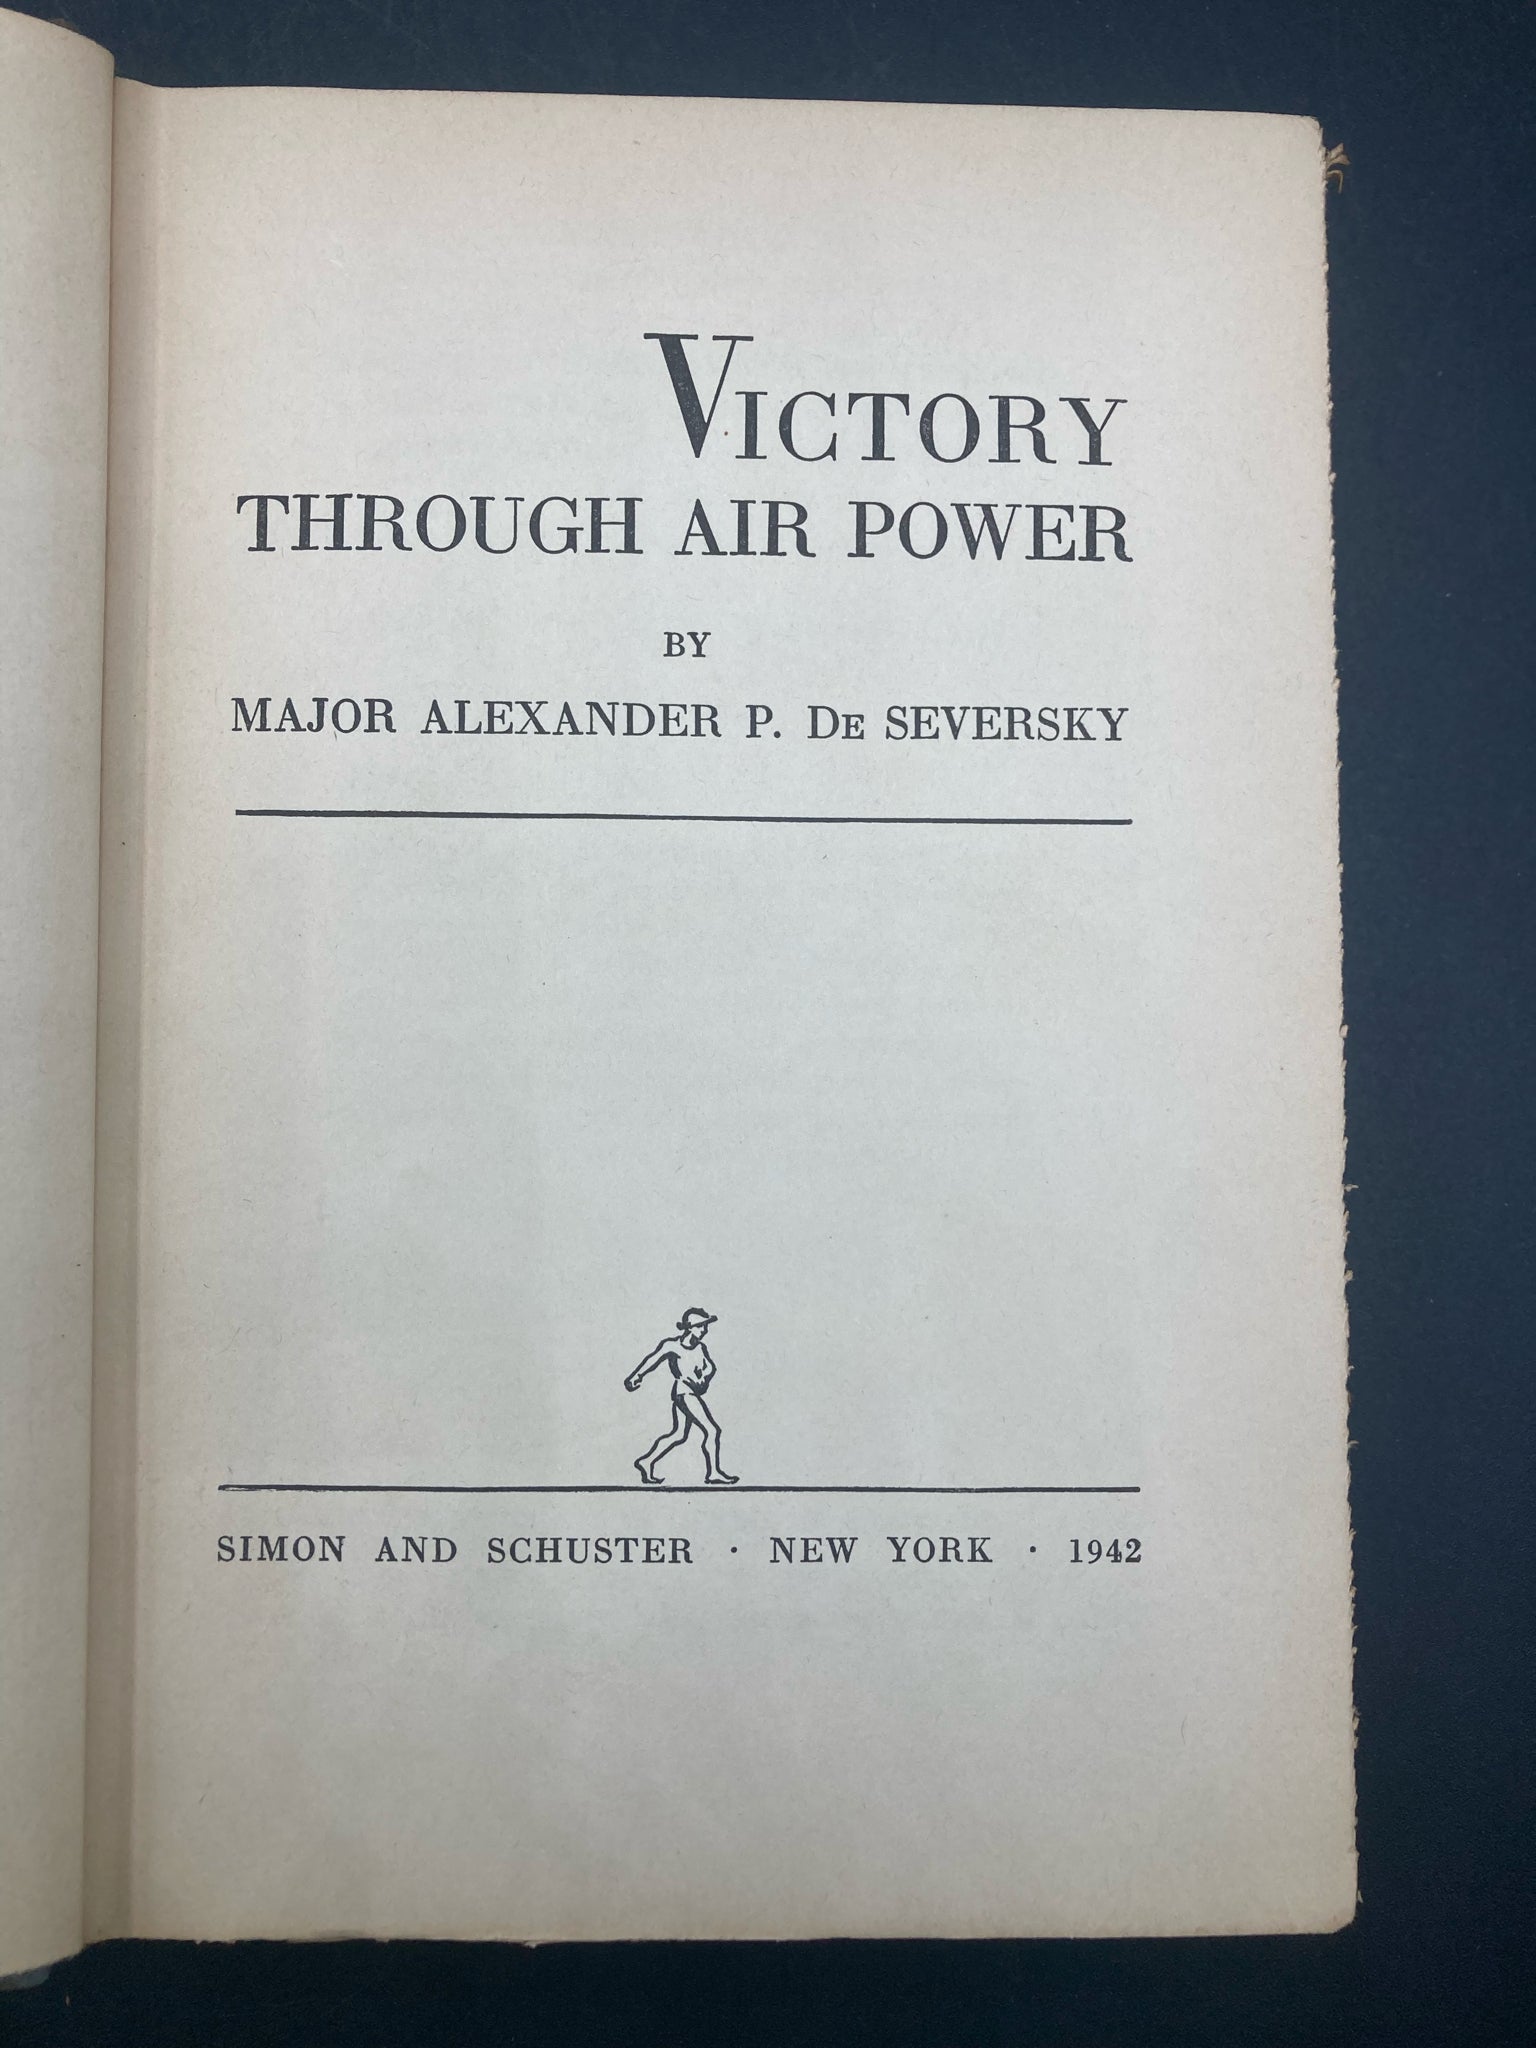 VICTORY
THROUGH AIR POWER
BY
MAJOR ALEXANDER P. DE SEVERSKY
SIMON AND SCHUSTER · NEW YORK · 1942